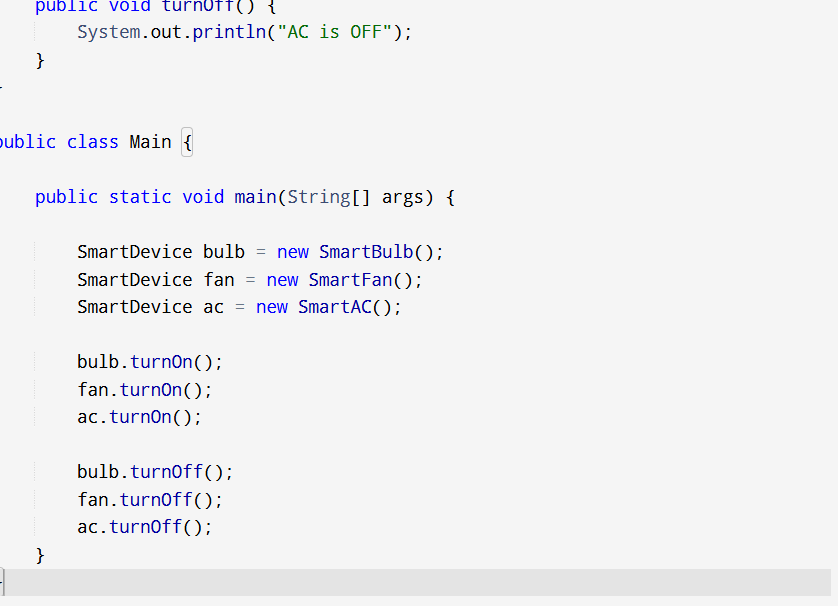 public void turnOff() {
System.out.println("AC is OFF");
}
}
public class Main {
public static void main(String[] args) {
SmartDevice bulb = new SmartBulb();
SmartDevice fan = new SmartFan();
SmartDevice ac = new SmartAC();
bulb.turnOn();
fan.turnOn();
ac.turnOn();
bulb.turnOff();
fan.turnOff();
ac.turnOff();
}
}